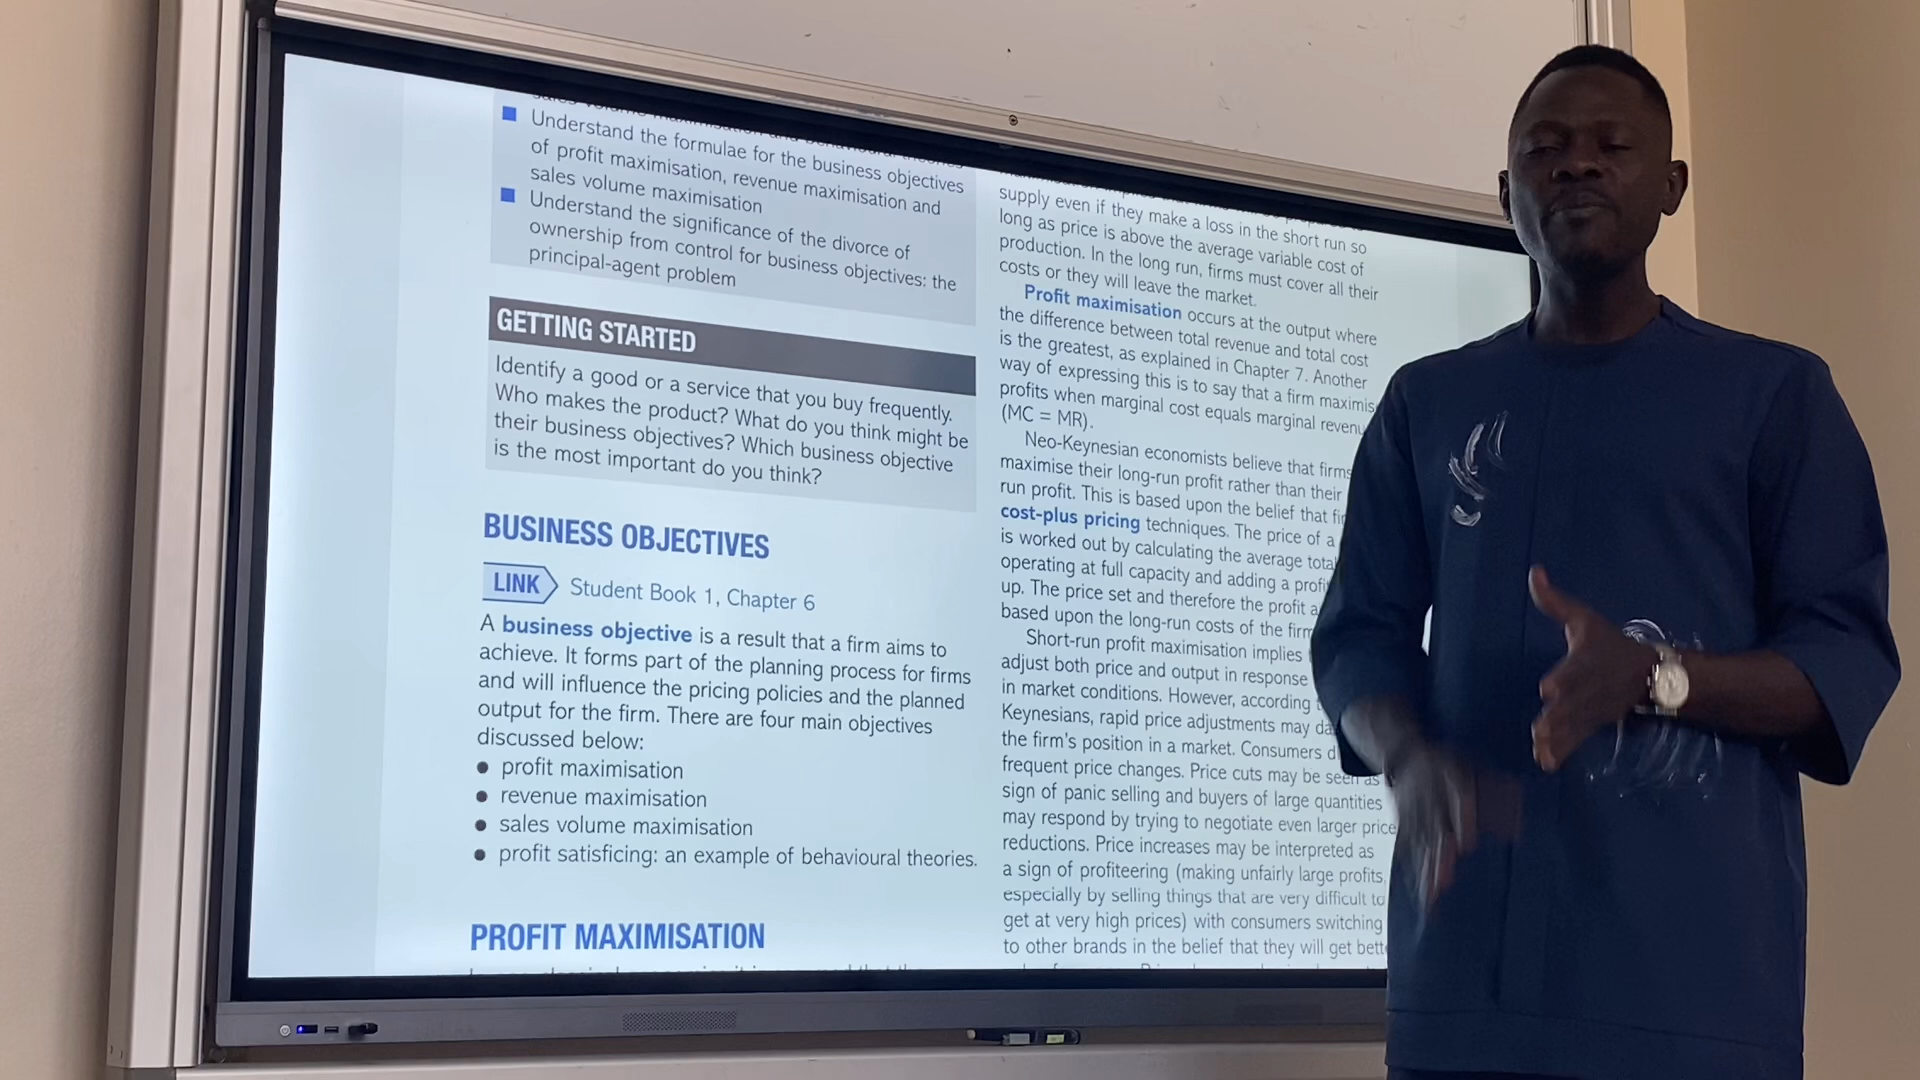 Understand the formulae for the business objectives
of profit maximisation, revenue maximisation and
sales volume maximisation
Understand the significance of the divorce of
ownership from control for business objectives: the
principal-agent problem
GETTING STARTED
Identify a good or a service that you buy frequently.
Who makes the product? What do you think might be
their business objectives? Which business objective
is the most important do you think?
BUSINESS OBJECTIVES
LINK Student Book 1, Chapter 6
A business objective is a result that a firm aims to
achieve. It forms part of the planning process for firms
and will influence the pricing policies and the planned
output for the firm. There are four main objectives
discussed below:
profit maximisation
revenue maximisation
sales volume maximisation
profit satisficing: an example of behavioural theories.
PROFIT MAXIMISATION
supply even if they make a loss in the short run so
long as price is above the average variable cost of
production. In the long run, firms must cover all their
costs or they will leave the market.
Profit maximisation occurs at the output where
the difference between total revenue and total cost
is the greatest, as explained in Chapter 7. Another
way of expressing this is to say that a firm maximis
profits when marginal cost equals marginal revenu
(MC = MR).
Neo-Keynesian economists believe that firms
maximise their long-run profit rather than their
run profit. This is based upon the belief that
cost-plus pricing techniques. The price of a
is worked out by calculating the average
operating at full capacity and adding a
up. The price set and therefore the profit
based upon the long-run costs of the firm
Short-run profit maximisation implies
adjust both price and output in response
in market conditions. However, according
Keynesians, rapid price adjustments may
the firm's position in a market. Consumers
frequent price changes. Price cuts may be seen as
sign of panic selling and buyers of large quantities
may respond by trying to negotiate even larger price
reductions. Price increases may be interpreted as
a sign of profiteering (making unfairly large profits,
especially by selling things that are very difficult to
get at very high prices) with consumers switching
to other brands in the belief that they will get